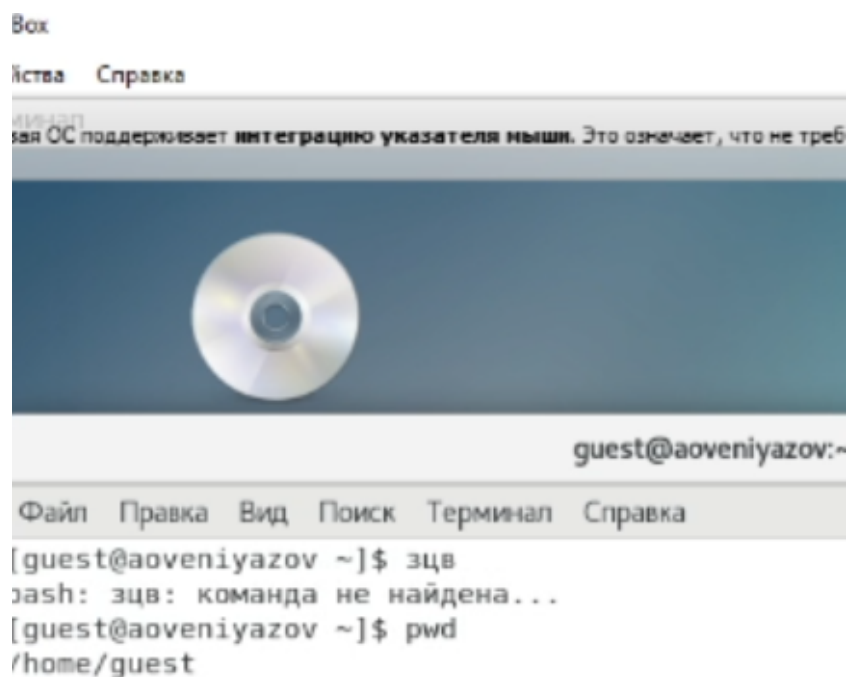 Box
йства Справка
минал
вая ОС поддерживает интеграцию указателя мыши. Это означает, что не треб
guest@aoveniyazov:~
Файл Правка Вид Поиск Терминал Справка
[guest@aoveniyazov ~]$ зцв
bash: зцв: команда не найдена...
[guest@aoveniyazov ~]$ pwd
/home/guest